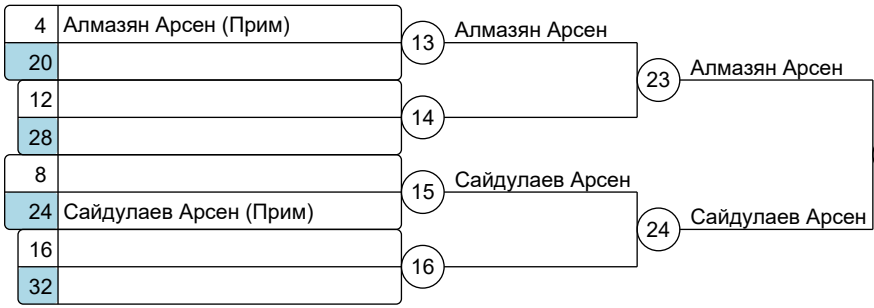 4 Алмазян Арсен (Прим)
20
13 Алмазян Арсен
12
28
14
23 Алмазян Арсен
8
24 Сайдулаев Арсен (Прим)
15 Сайдулаев Арсен
16
32
16
24 Сайдулаев Арсен